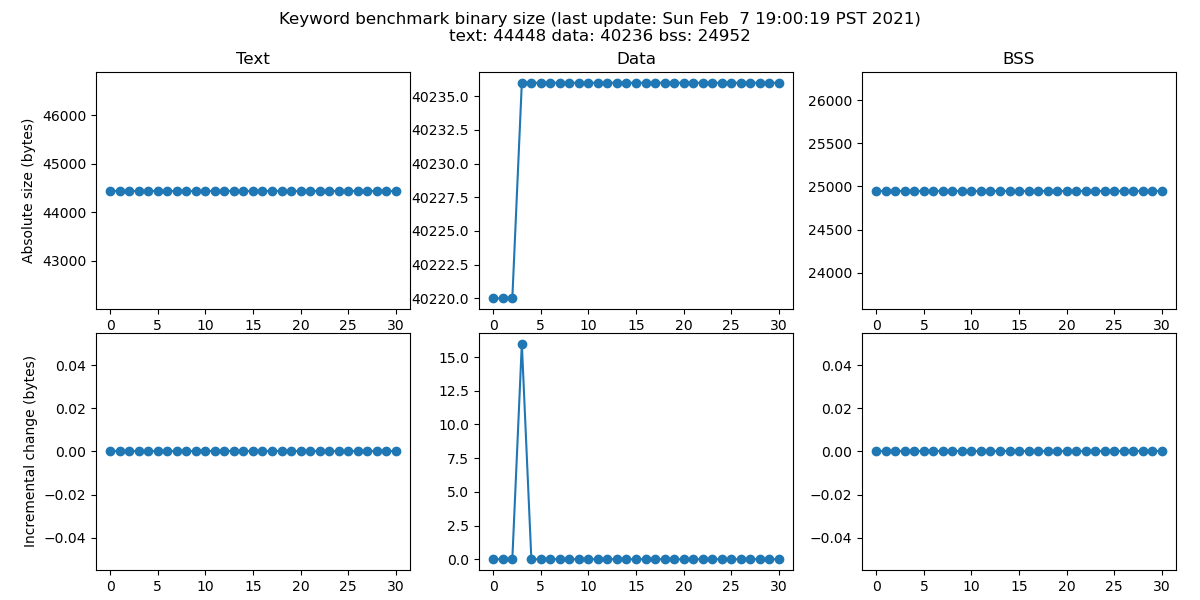 Keyword benchmark binary size (last update: Sun Feb  7 19:00:19 PST 2021)
text: 44448 data: 40236 bss: 24952
Text
Absolute size (bytes)
46000
45000
44000
43000
0 5 10 15 20 25 30
Data
40235.0
40232.5
40230.0
40227.5
40225.0
40222.5
40220.0
0 5 10 15 20 25 30
BSS
26000
25500
25000
24500
24000
0 5 10 15 20 25 30
Incremental change (bytes)
0.04
0.02
0.00
−0.02
−0.04
0 5 10 15 20 25 30
15.0
12.5
10.0
7.5
5.0
2.5
0.0
0 5 10 15 20 25 30
0.04
0.02
0.00
−0.02
−0.04
0 5 10 15 20 25 30